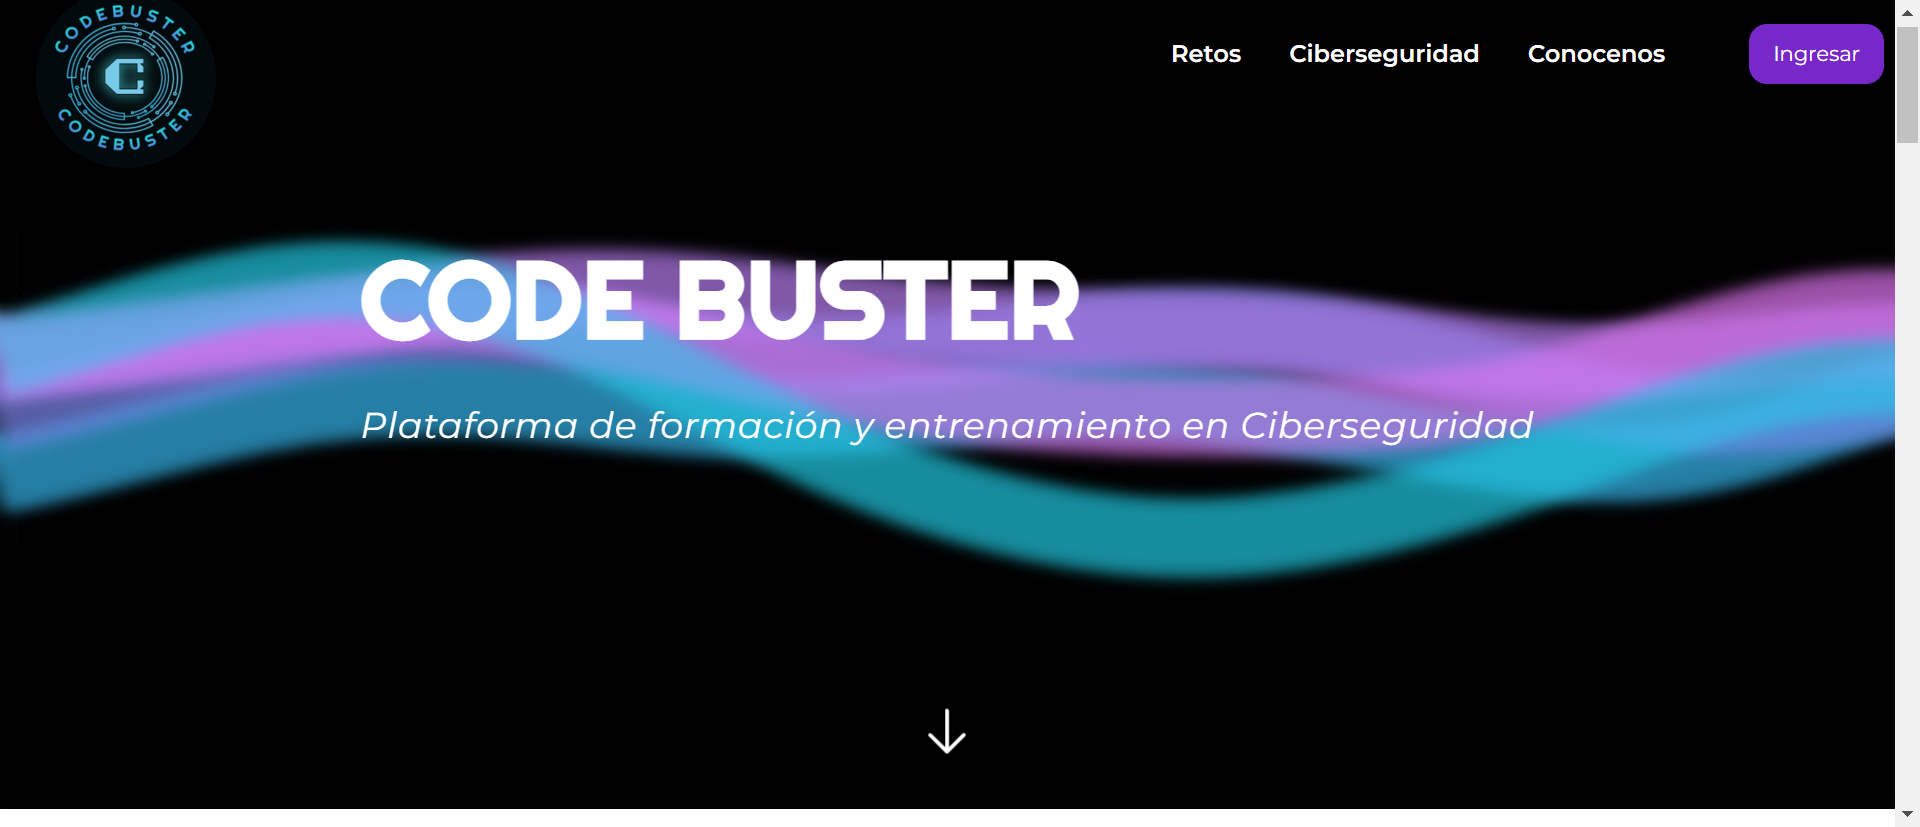 CODEBUSTER
C
CODEBUSTER
Retos
Ciberseguridad
Conocenos
Ingresar
CODE BUSTER
Plataforma de formación y entrenamiento en Ciberseguridad